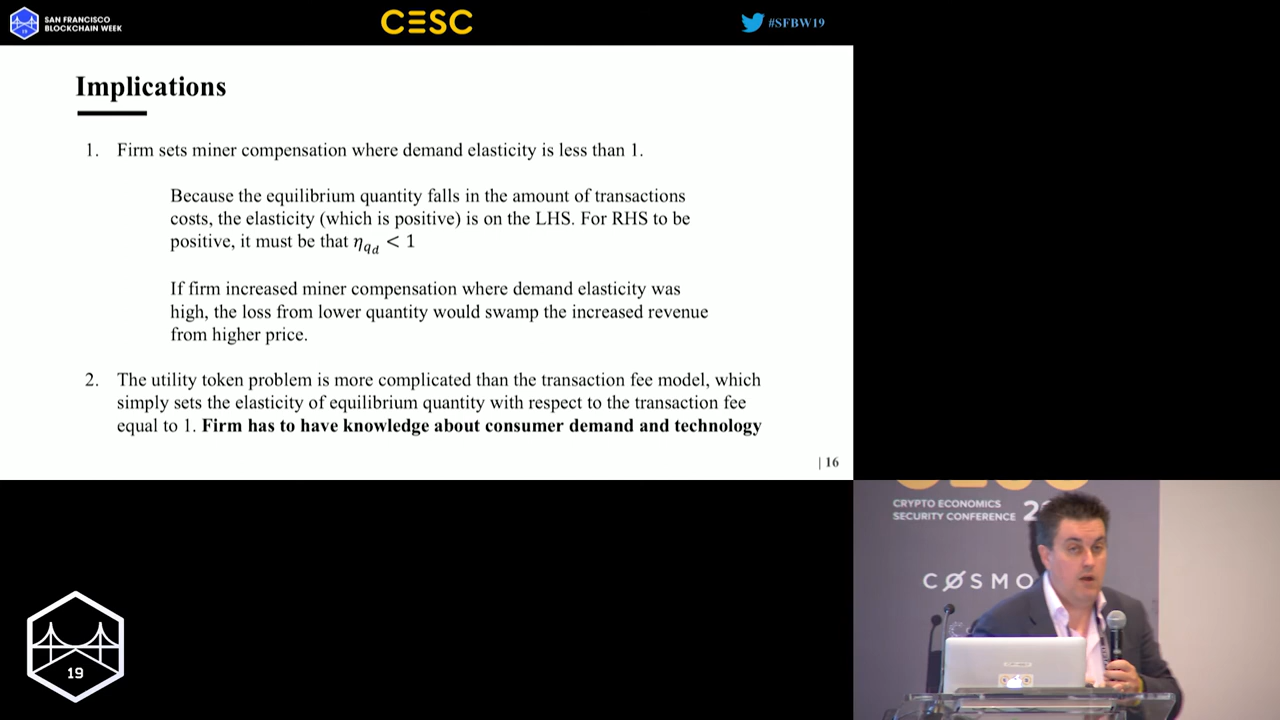 SAN FRANCISCO
BLOCKCHAIN WEEK
19
CESC
#SFBW19
Implications
1. Firm sets miner compensation where demand elasticity is less than 1.
Because the equilibrium quantity falls in the amount of transactions
costs, the elasticity (which is positive) is on the LHS. For RHS to be
positive, it must be that η_{q_d} < 1
If firm increased miner compensation where demand elasticity was
high, the loss from lower quantity would swamp the increased revenue
from higher price.
2. The utility token problem is more complicated than the transaction fee model, which
simply sets the elasticity of equilibrium quantity with respect to the transaction fee
equal to 1. Firm has to have knowledge about consumer demand and technology
| 16
CRYPTO ECONOMICS
SECURITY CONFERENCE 2
CØSMO
19